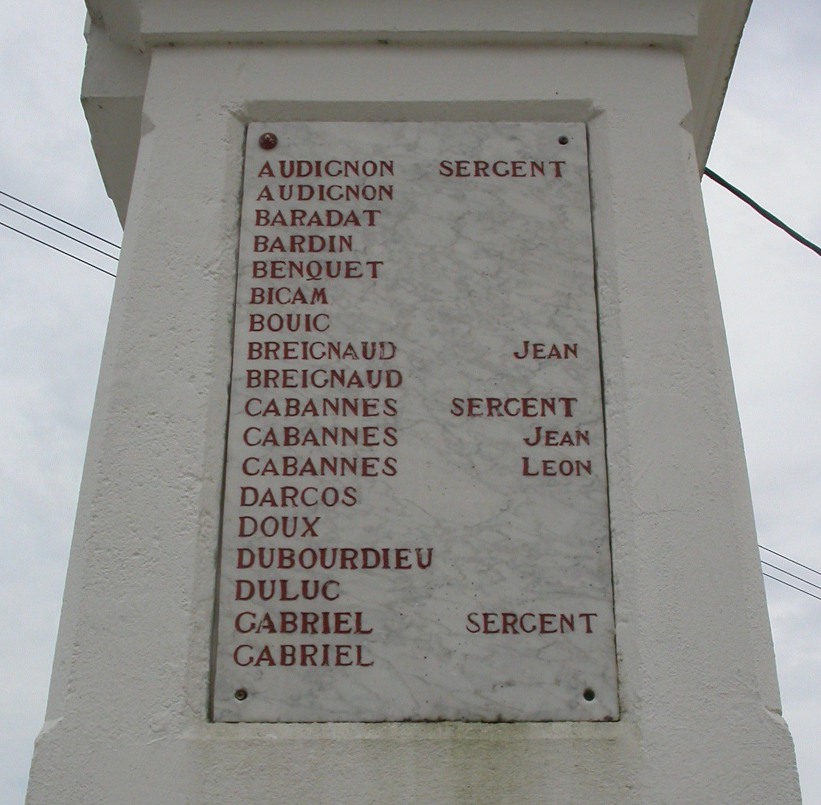 AUDIGNON SERGENT
AUDIGNON
BARADAT
BARDIN
BENQUET
BICAM
BOUIC
BREIGNAUD JEAN
BREIGNAUD
CABANNES SERGENT
CABANNES JEAN
CABANNES LEON
DARCOS
DOUX
DUBOURDIEU
DULUC
GABRIEL SERGENT
GABRIEL